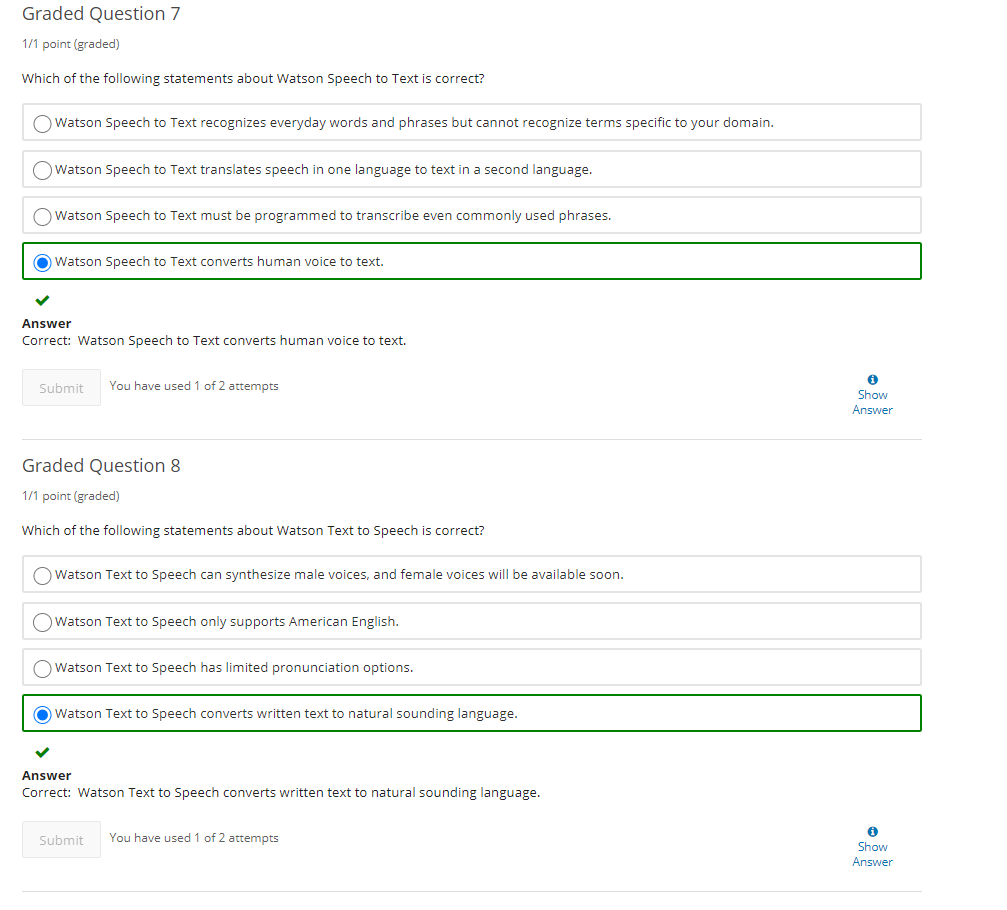 Graded Question 7
1/1 point (graded)
Which of the following statements about Watson Speech to Text is correct?
Watson Speech to Text recognizes everyday words and phrases but cannot recognize terms specific to your domain.
Watson Speech to Text translates speech in one language to text in a second language.
Watson Speech to Text must be programmed to transcribe even commonly used phrases.
Watson Speech to Text converts human voice to text.
Answer
Correct: Watson Speech to Text converts human voice to text.
Submit
You have used 1 of 2 attempts
Show
Answer
Graded Question 8
1/1 point (graded)
Which of the following statements about Watson Text to Speech is correct?
Watson Text to Speech can synthesize male voices, and female voices will be available soon.
Watson Text to Speech only supports American English.
Watson Text to Speech has limited pronunciation options.
Watson Text to Speech converts written text to natural sounding language.
Answer
Correct: Watson Text to Speech converts written text to natural sounding language.
Submit
You have used 1 of 2 attempts
Show
Answer